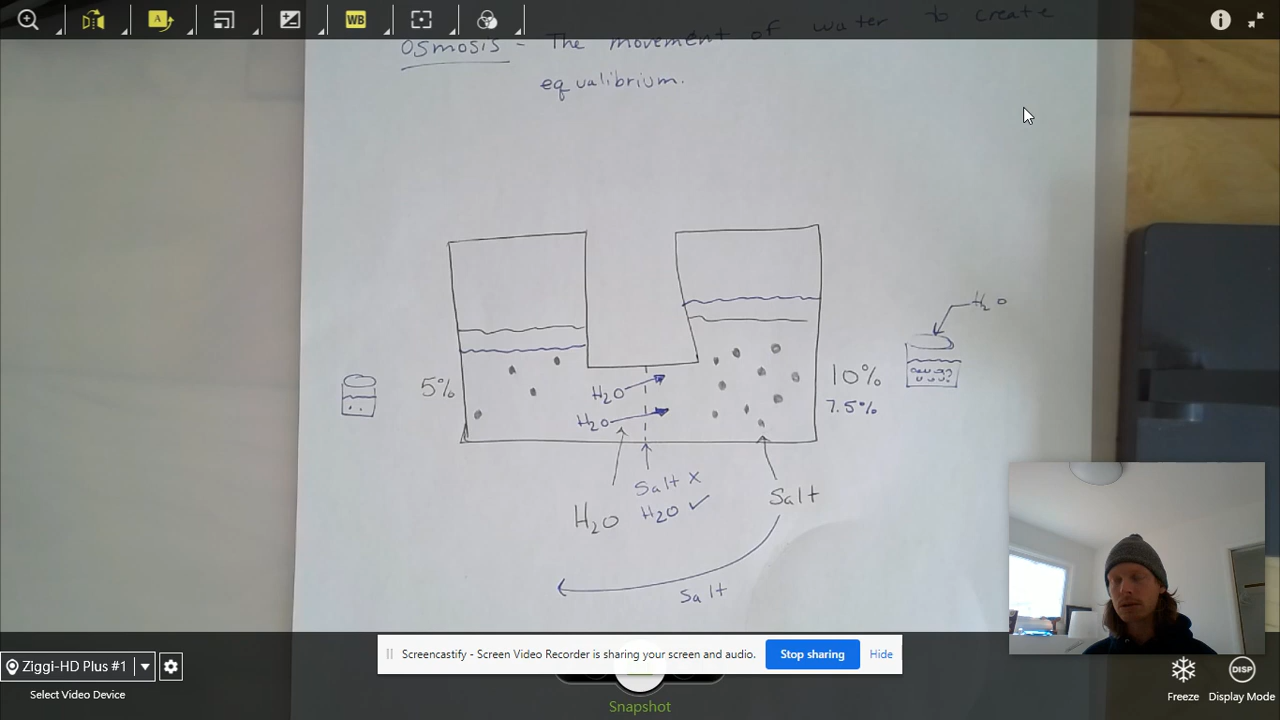 WB
Osmosis - The movement of water to create
equalibrium.
H₂O
5%
H₂O
H₂O
10%
7.5%
Salt X
H₂O ✓
H₂O
Salt
Salt
Screencastify - Screen Video Recorder is sharing your screen and audio.
Stop sharing
Hide
Ziggi-HD Plus #1
Select Video Device
Snapshot
Freeze
DISP
Display Mode